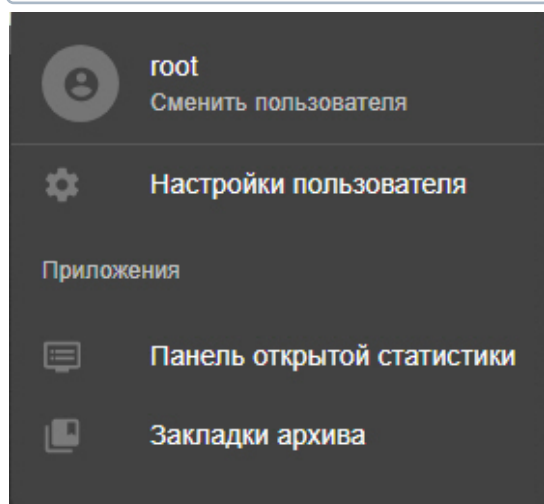 root
Сменить пользователя
Настройки пользователя
Приложения
Панель открытой статистики
Закладки архива